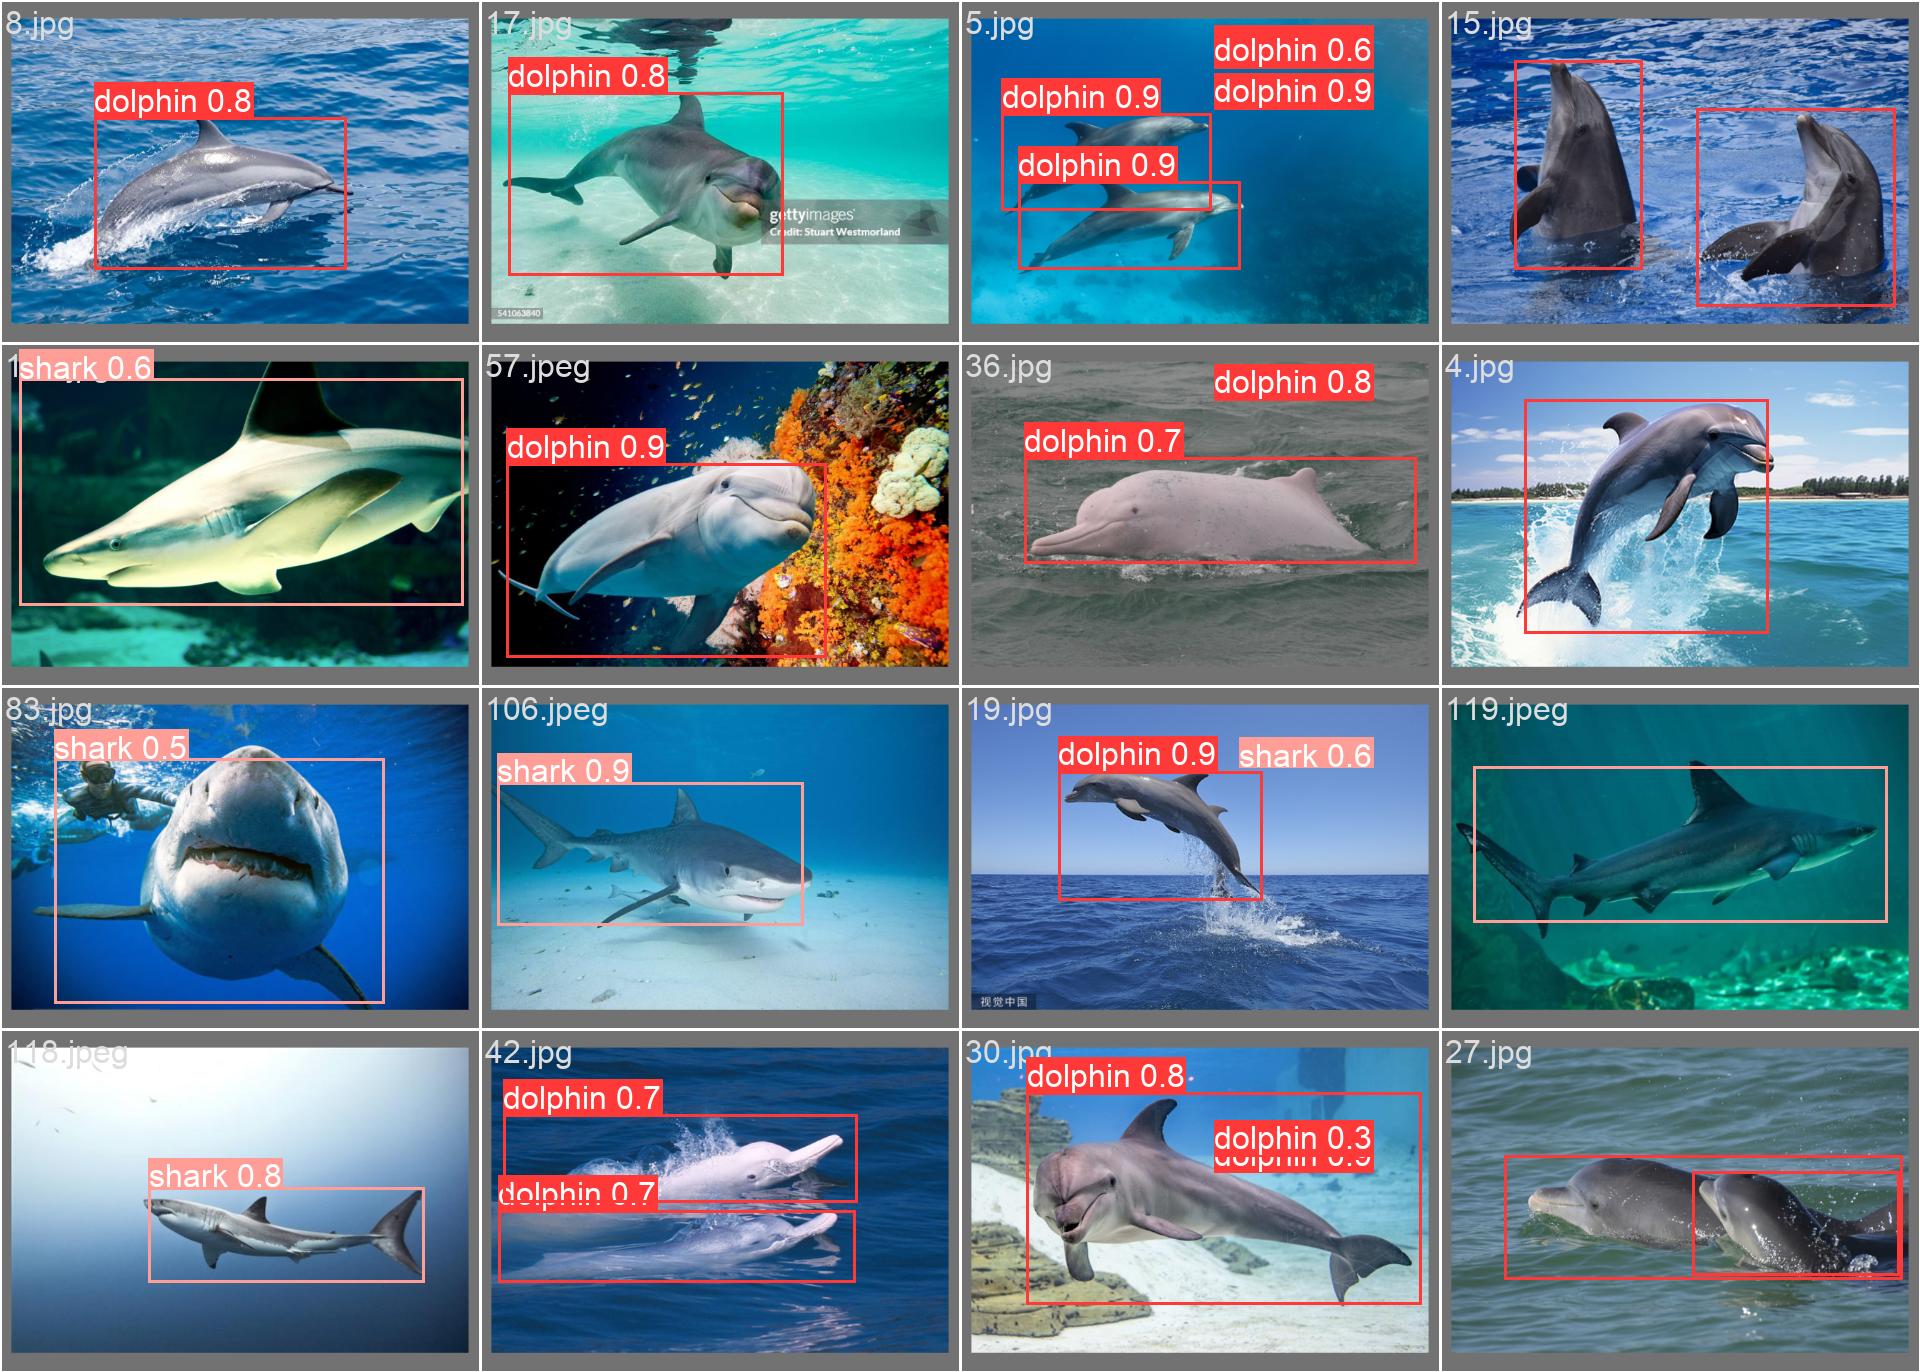 8.jpg
dolphin 0.8
17.jpg
dolphin 0.8
gettyimages®
Credit: Stuart Westmorland
541063840
5.jpg
dolphin 0.6
dolphin 0.9
dolphin 0.9
dolphin 0.9
15.jpg
shark 0.6
57.jpeg
dolphin 0.9
36.jpg
dolphin 0.8
dolphin 0.7
4.jpg
83.jpg
shark 0.5
106.jpeg
shark 0.9
19.jpg
dolphin 0.9
shark 0.6
视觉中国
119.jpeg
118.jpeg
shark 0.8
42.jpg
dolphin 0.7
dolphin 0.7
30.jpg
dolphin 0.8
dolphin 0.3
dolphin 0.9
27.jpg